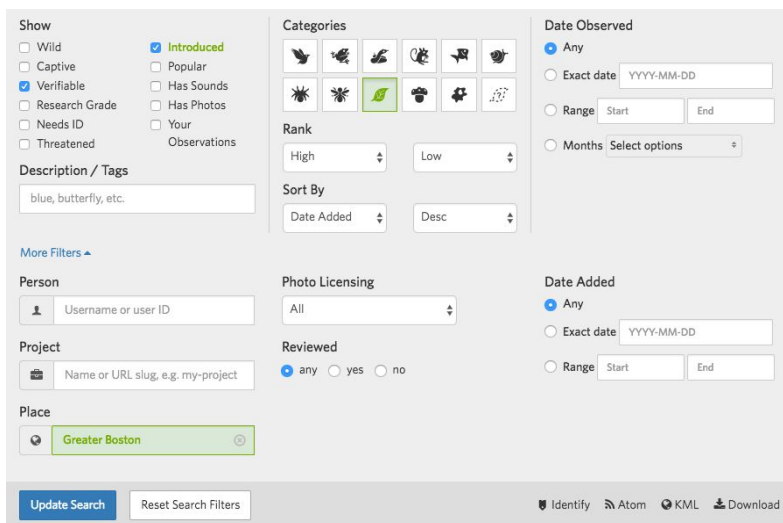 Show
Wild
Captive
Verifiable
Research Grade
Needs ID
Threatened
Introduced
Popular
Has Sounds
Has Photos
Your
Observations
Description / Tags
blue, butterfly, etc.
Categories
Rank
High
Low
Sort By
Date Added
Desc
Date Observed
Any
Exact date YYYY-MM-DD
Range Start End
Months Select options
More Filters
Person
Username or user ID
Project
Name or URL slug, e.g. my-project
Place
Greater Boston
Photo Licensing
All
Reviewed
any yes no
Date Added
Any
Exact date YYYY-MM-DD
Range Start End
Update Search Reset Search Filters Identify Atom KML Download